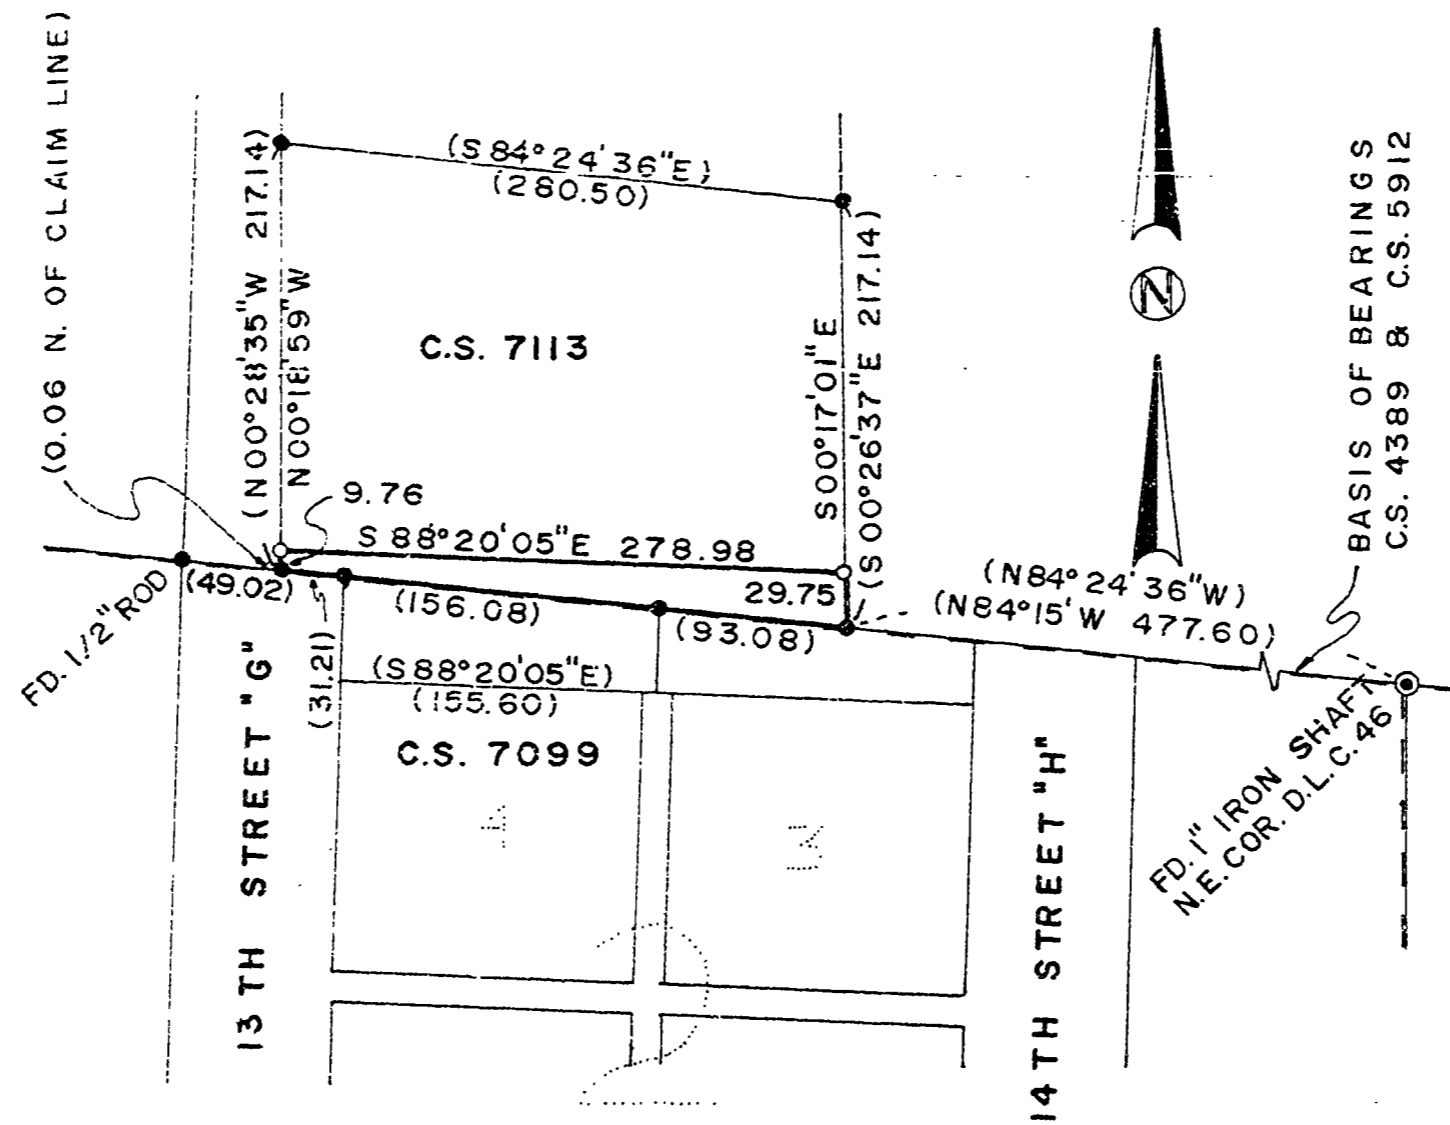 (0.06 N. OF CLAIM LINE)
(N00°28'35"W 217.14)
N00°18'59"W
(S84°24'36"E)
(280.50)
C.S. 7113
S00°17'01"E
(S00°26'37"E 217.14)
N
BASIS OF BEARINGS
C.S. 4389 & C.S. 5912
9.76
S88°20'05"E 278.98
29.75
(N84°24'36"W)
(N84°15'W 477.60)
FD. 1/2" ROD
(49.02)
(31.21)
(156.08)
(93.08)
(S88°20'05"E)
(155.60)
C.S. 7099
4
3
2
13TH STREET "G"
14TH STREET "H"
FD. 1" IRON SHAFT
N.E. COR. D.L.C. 46